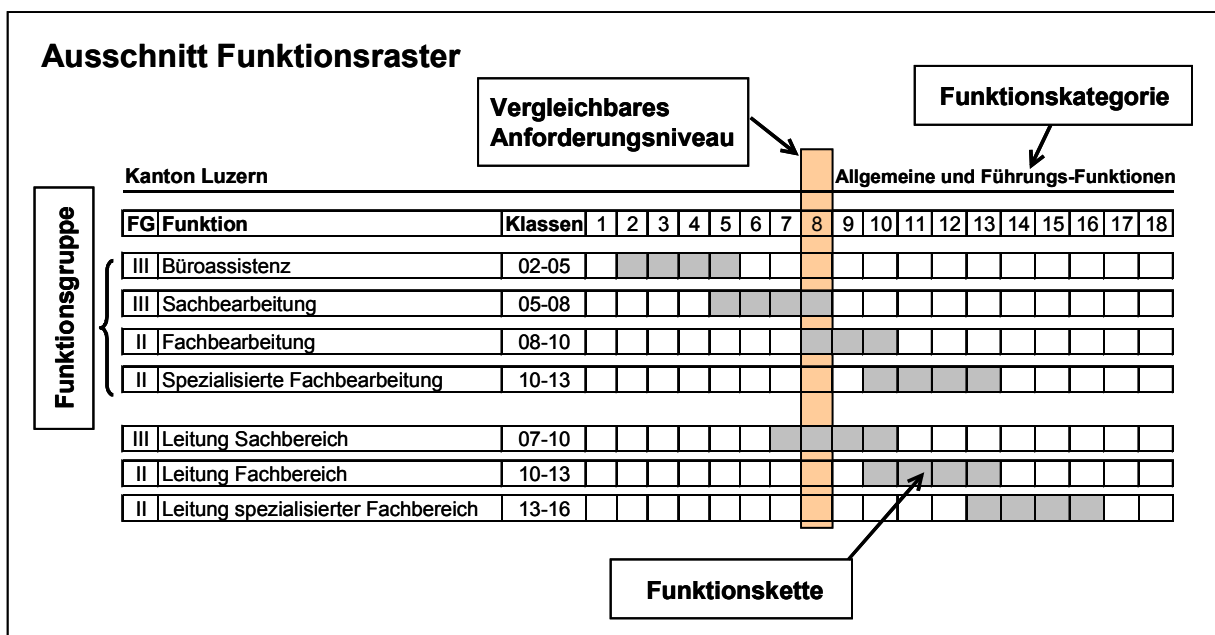 Ausschnitt Funktionsraster
Vergleichbares
Anforderungsniveau
Funktionskategorie
Kanton Luzern
Allgemeine und Führungs-Funktionen
Funktionsgruppe
FG Funktion Klassen 1 2 3 4 5 6 7 8 9 10 11 12 13 14 15 16 17 18
III Büroassistenz 02-05
III Sachbearbeitung 05-08
II Fachbearbeitung 08-10
II Spezialisierte Fachbearbeitung 10-13
III Leitung Sachbereich 07-10
II Leitung Fachbereich 10-13
II Leitung spezialisierter Fachbereich 13-16
Funktionskette